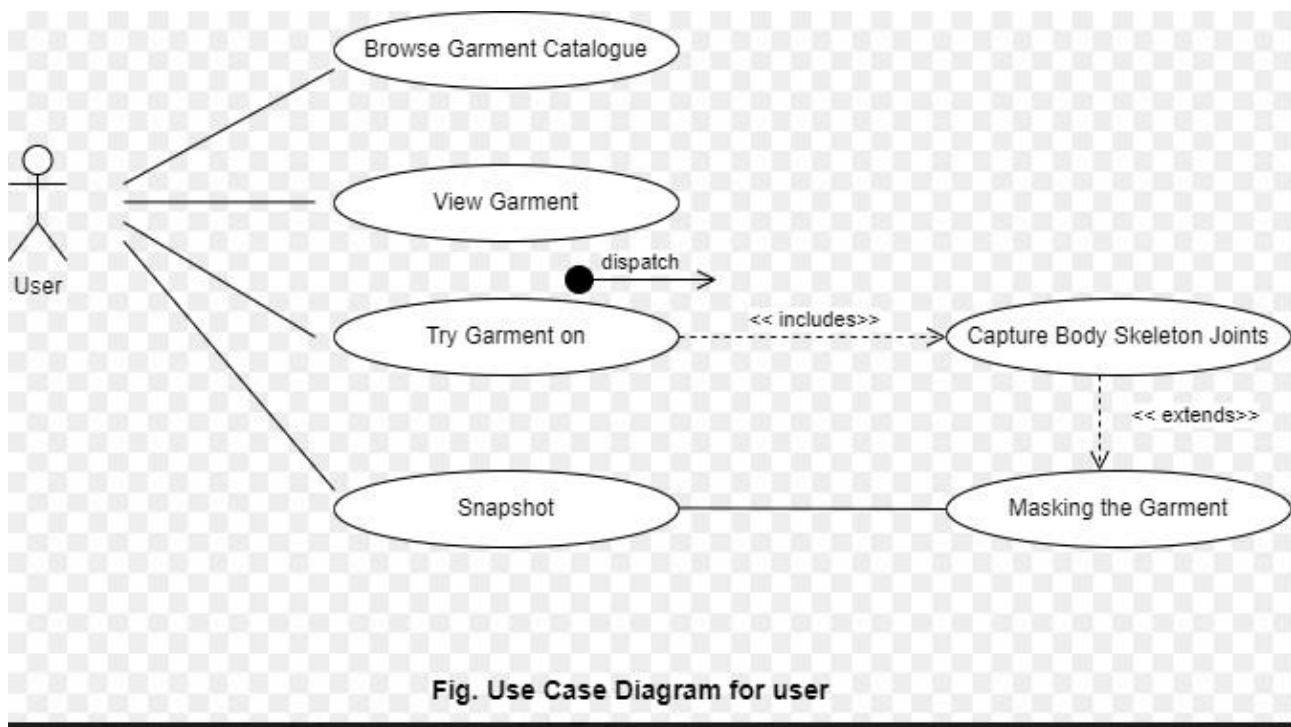 Browse Garment Catalogue
View Garment
dispatch
User
Try Garment on
<< includes>>
Capture Body Skeleton Joints
<< extends>>
Snapshot
Masking the Garment
Fig. Use Case Diagram for user